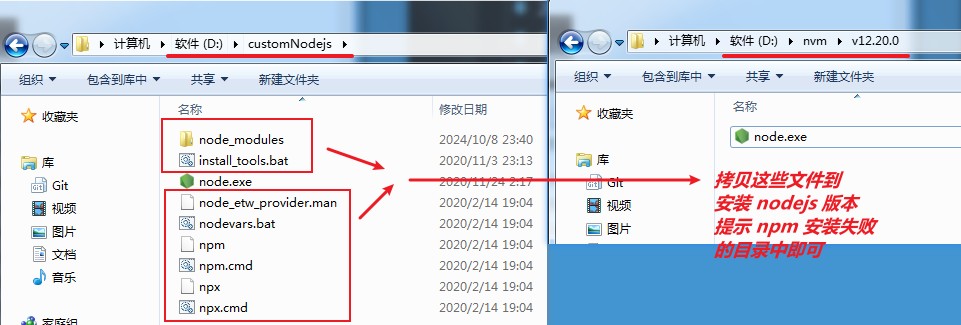 计算机 ▸ 软件 (D:) ▸ customNodejs ▸
组织 ▼ 包含到库中 ▼ 共享 ▼ 新建文件夹
名称 修改日期
收藏夹
库
Git
视频
图片
文档
音乐
家庭组
node_modules 2024/10/8 23:40
install_tools.bat 2020/11/3 23:13
node.exe 2020/11/24 2:17
node_etw_provider.man 2020/2/14 19:04
nodevars.bat 2020/2/14 19:04
npm 2020/2/14 19:04
npm.cmd 2020/2/14 19:04
npx 2020/2/14 19:04
npx.cmd 2020/2/14 19:04
计算机 ▸ 软件 (D:) ▸ nvm ▸ v12.20.0
组织 ▼ 包含到库中 ▼ 共享 ▼ 新建文件夹
名称
收藏夹
库
Git
视频
图片
node.exe
拷贝这些文件到
安装 nodejs 版本
提示 npm 安装失败
的目录中即可